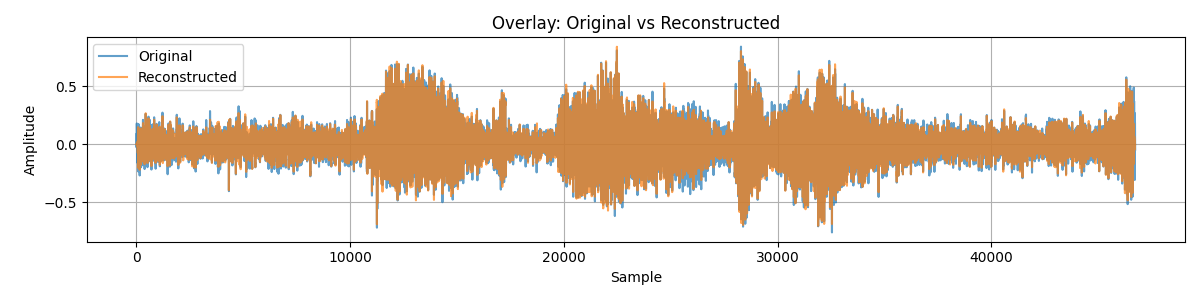 Overlay: Original vs Reconstructed
Original
Reconstructed
Amplitude
0.5
0.0
−0.5
0 10000 20000 30000 40000
Sample